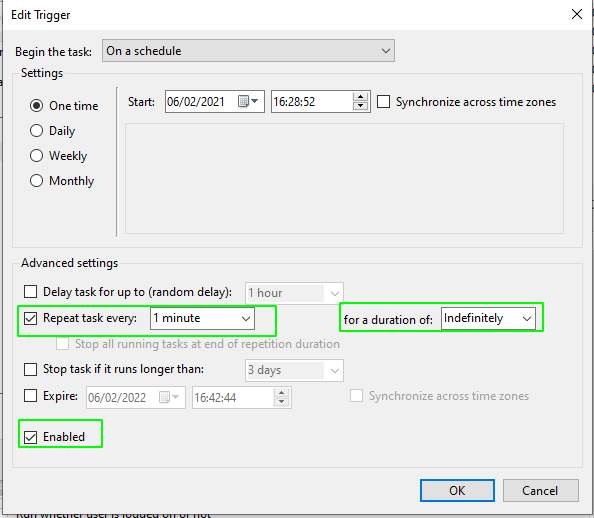 Edit Trigger
Begin the task: On a schedule
Settings
One time
Start: 06/02/2021 16:28:52 Synchronize across time zones
Daily
Weekly
Monthly
Advanced settings
Delay task for up to (random delay): 1 hour
Repeat task every: 1 minute for a duration of: Indefinitely
Stop all running tasks at end of repetition duration
Stop task if it runs longer than: 3 days
Expire: 06/02/2022 16:42:44 Synchronize across time zones
Enabled
OK Cancel
Run whether user is logged on or not